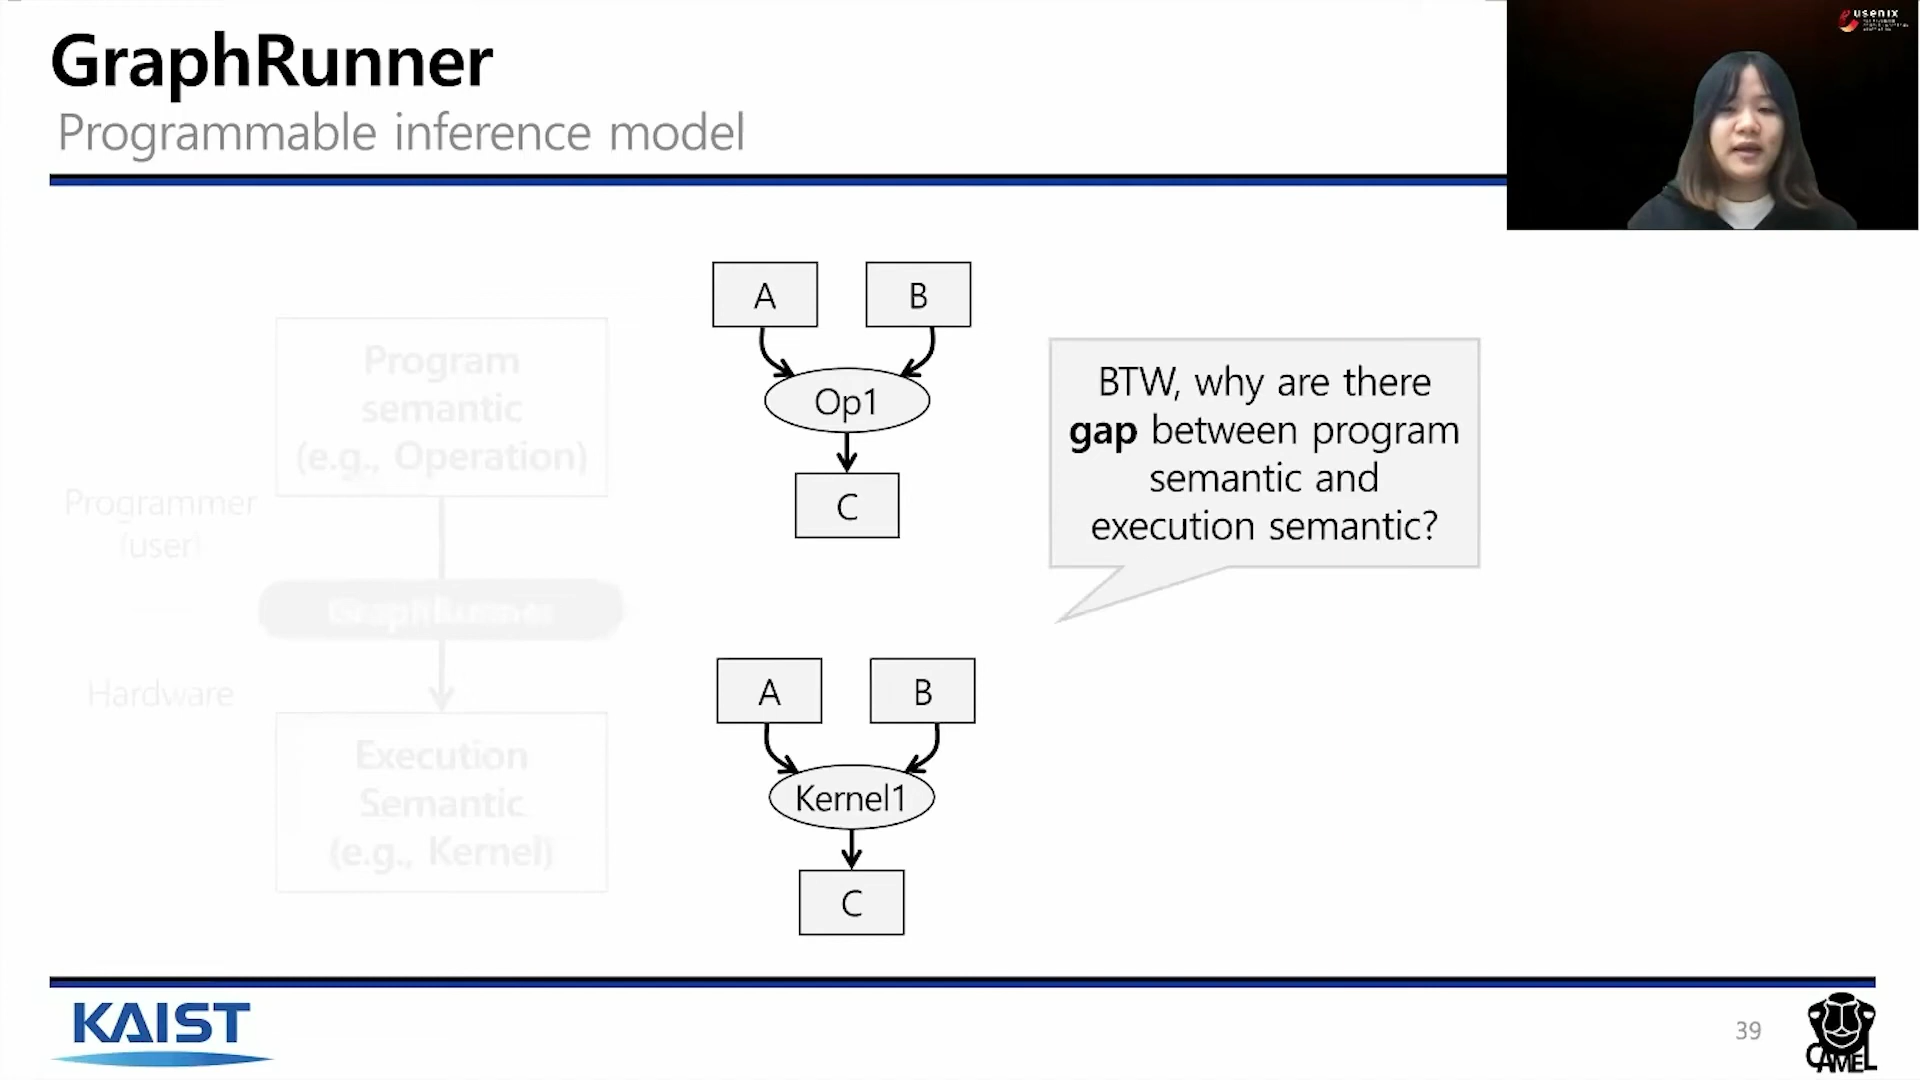 GraphRunner
Programmable inference model
usenix
A
B
Op1
C
Program
semantic
(e.g., Operation)
Programmer
(user)
GraphRunner
Hardware
Execution
Semantic
(e.g., Kernel)
BTW, why are there
gap between program
semantic and
execution semantic?
A
B
Kernel1
C
KAIST
39
CAMEL